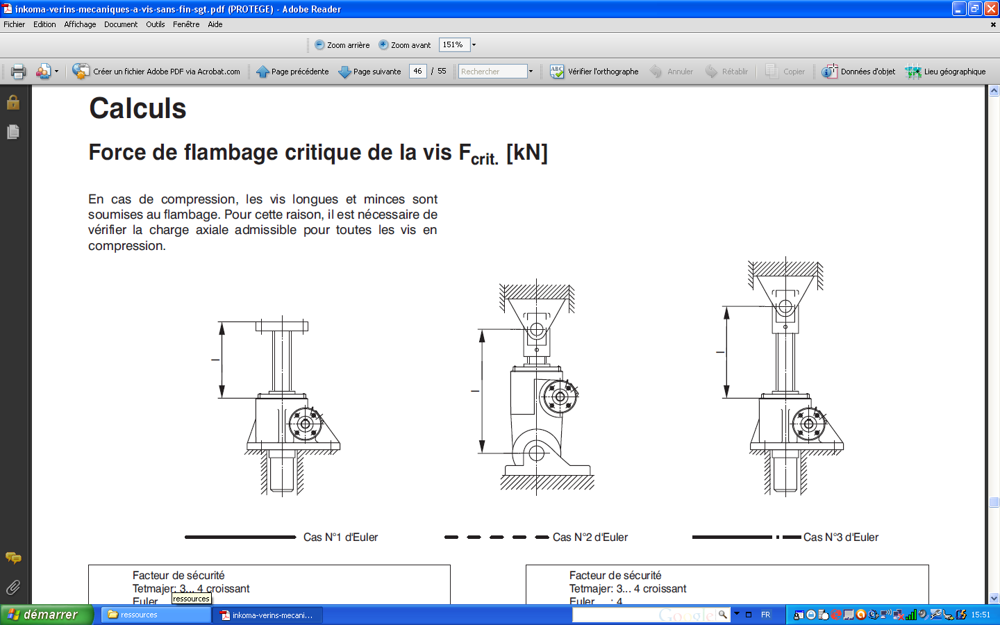 inkoma-verins-mecaniques-a-vis-sans-fin-sgt.pdf (PROTEGE) - Adobe Reader
Fichier Edition Affichage Document Outils Fenêtre Aide
Zoom arrière Zoom avant 151%
Créer un fichier Adobe PDF via Acrobat.com Page précédente Page suivante 46 / 55 Rechercher Vérifier l'orthographe Annuler Rétablir Copier Données d'objet Lieu géographique
Calculs
Force de flambage critique de la vis Fcrit. [kN]
En cas de compression, les vis longues et minces sont
soumises au flambage. Pour cette raison, il est nécessaire de
vérifier la charge axiale admissible pour toutes les vis en
compression.
l
l
l
Cas N°1 d'Euler Cas N°2 d'Euler Cas N°3 d'Euler
Facteur de sécurité
Tetmajer: 3... 4 croissant
Euler
Facteur de sécurité
Tetmajer: 3... 4 croissant
Euler : 4
ressources
démarrer ressources inkoma-verins-mecani... Google FR 15:51